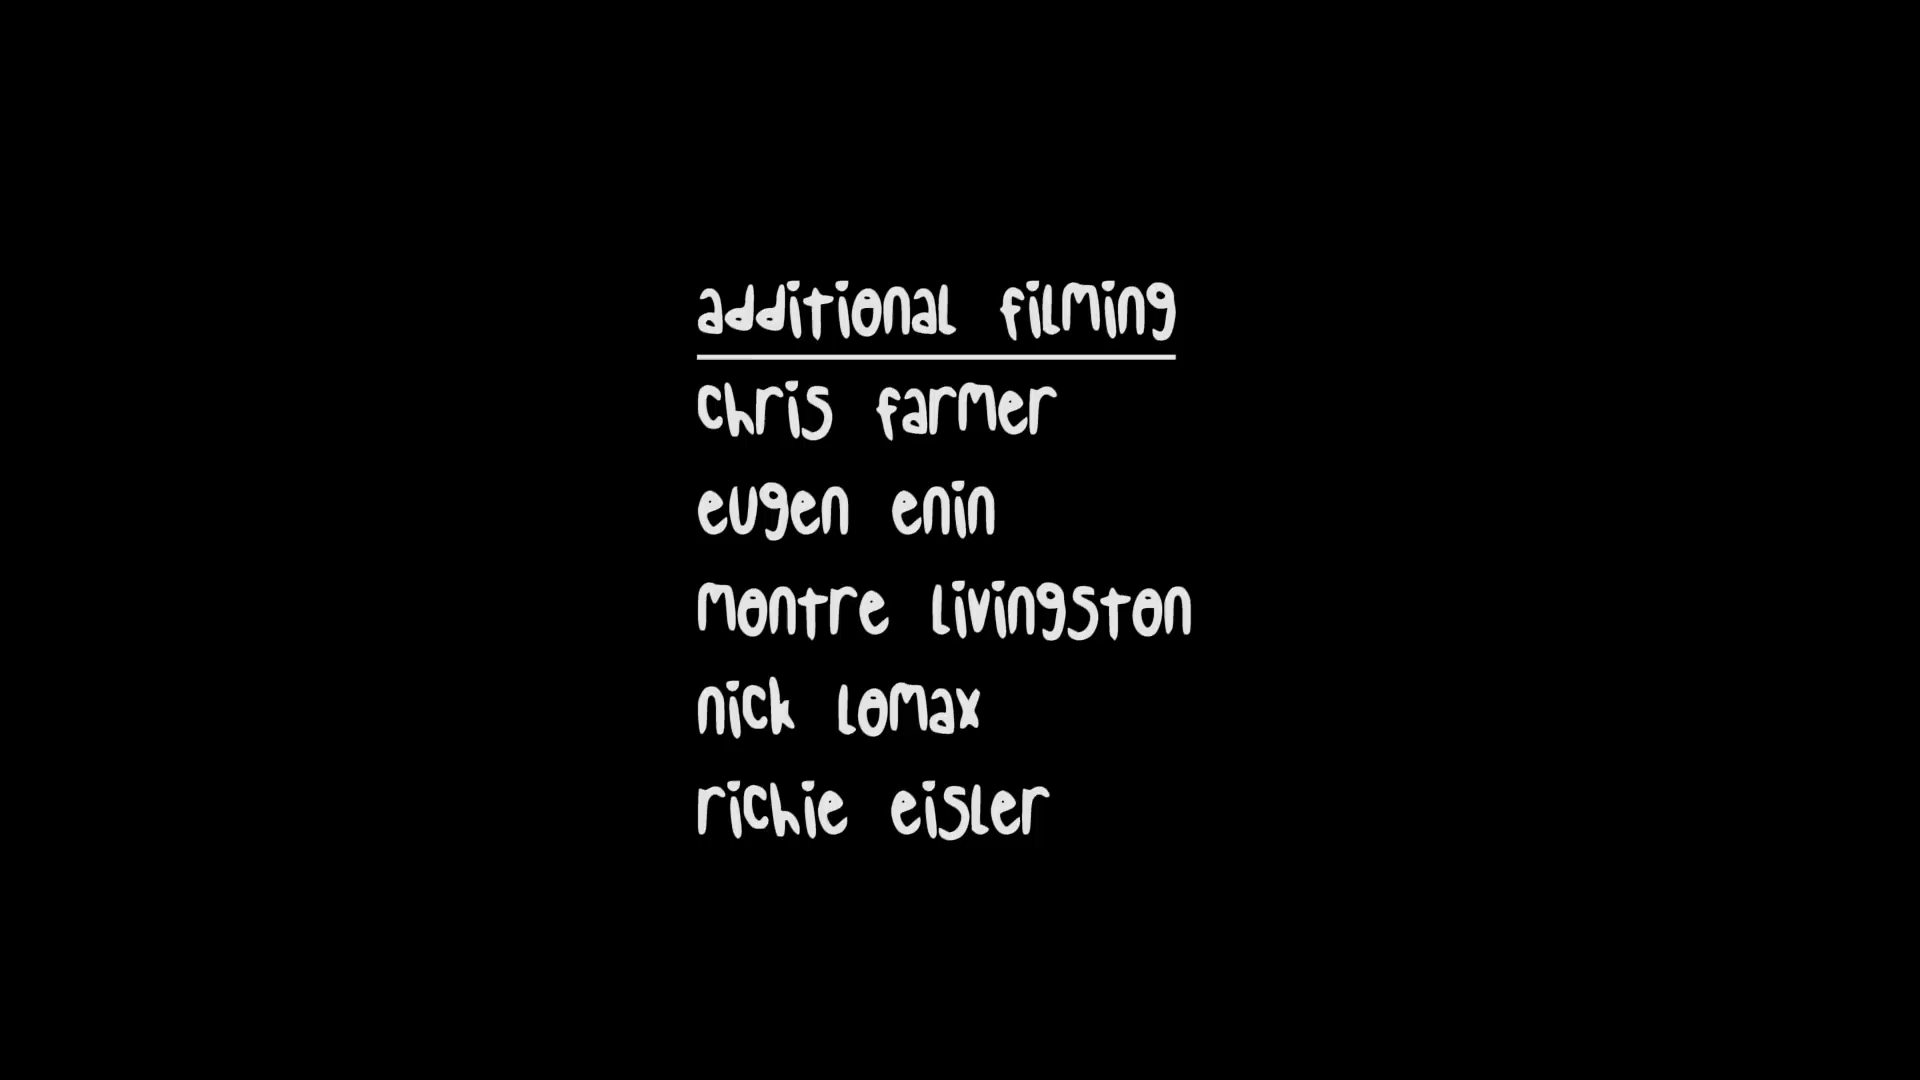 additional filming
chris farmer
eugen enin
montre livingston
nick lomax
richie eisler